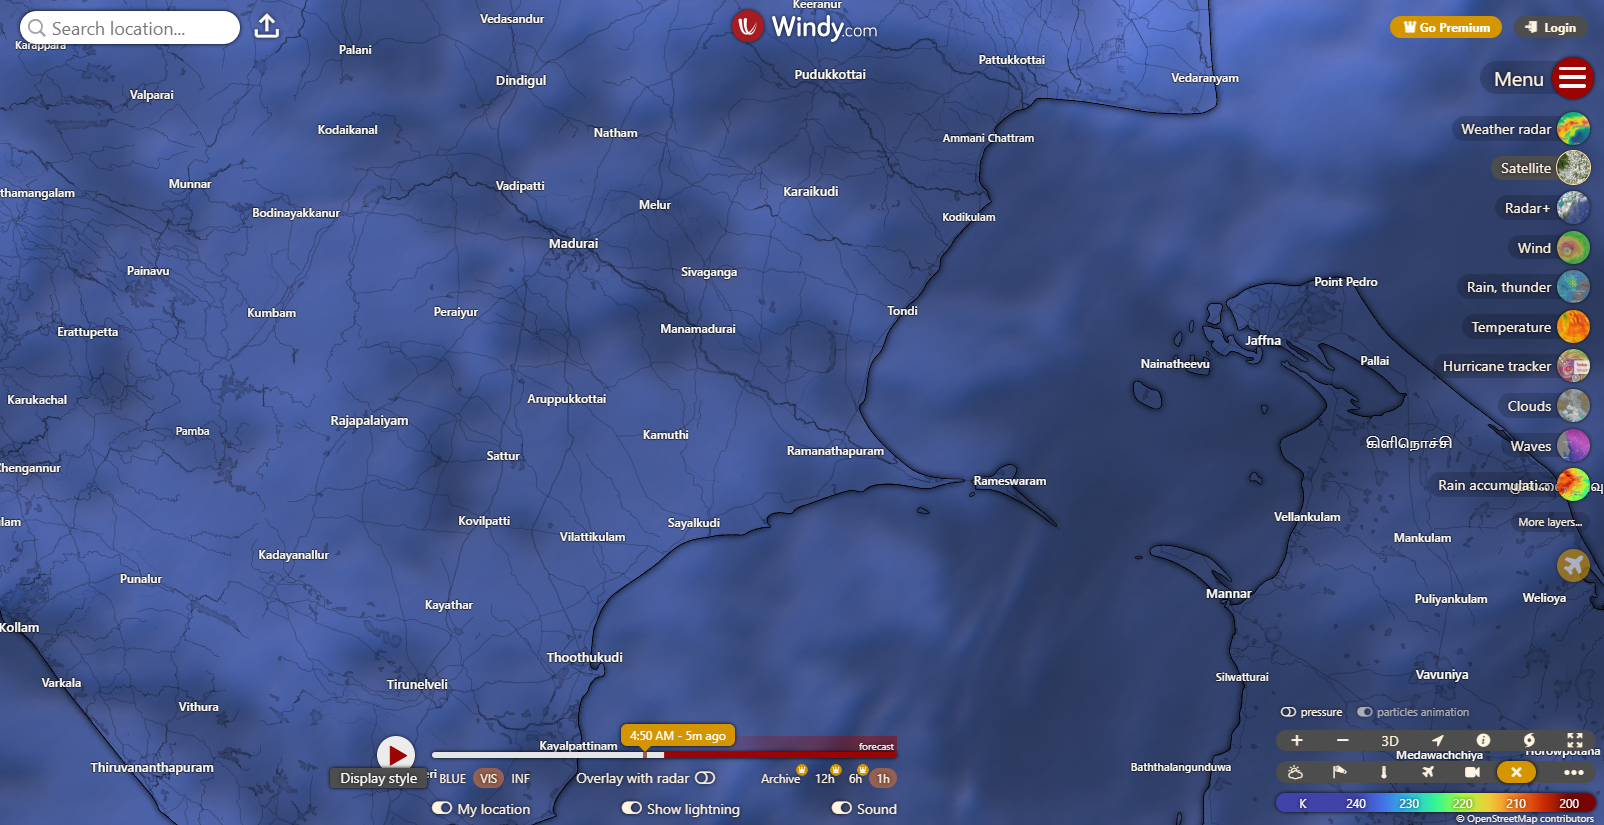 Search location...
Windy.com
Go Premium
Login
Menu
Weather radar
Satellite
Radar+
Wind
Rain, thunder
Temperature
Hurricane tracker
Clouds
Waves
Rain accumulati...
More layers...
Keeranur
Vedasandur
Karappara
Palani
Dindigul
Pudukkottai
Pattukkottai
Vedaranyam
Valparai
Kodaikanal
Natham
Ammani Chattram
Munnar
thamangalam
Vadipatti
Karaikudi
Melur
Bodinayakkanur
Kodikulam
Madurai
Painavu
Sivaganga
Point Pedro
Kumbam
Peraiyur
Tondi
Erattupetta
Manamadurai
Jaffna
Nainatheevu
Pallai
Karukachal
Aruppukkottai
Rajapalaiyam
Pamba
Kamuthi
கிளிநொச்சி
Ramanathapuram
Sattur
Chengannur
Rameswaram
lam
Kovilpatti
Sayalkudi
Vellankulam
Vilattikulam
Mankulam
Kadayanallur
Punalur
Mannar
Puliyankulam
Welioya
Kayathar
Kollam
Thoothukudi
Varkala
Tirunelveli
Silwatturai
Vavuniya
Vithura
Kayalpattinam
Thiruvananthapuram
Baththalangunduwa
Medawachchiya
Horowpotana
4:50 AM - 5m ago
forecast
Display style
eri
BLUE
VIS
INF
Overlay with radar
Archive
12h
6h
1h
My location
Show lightning
Sound
pressure
particles animation
3D
K 240 230 220 210 200
© OpenStreetMap contributors